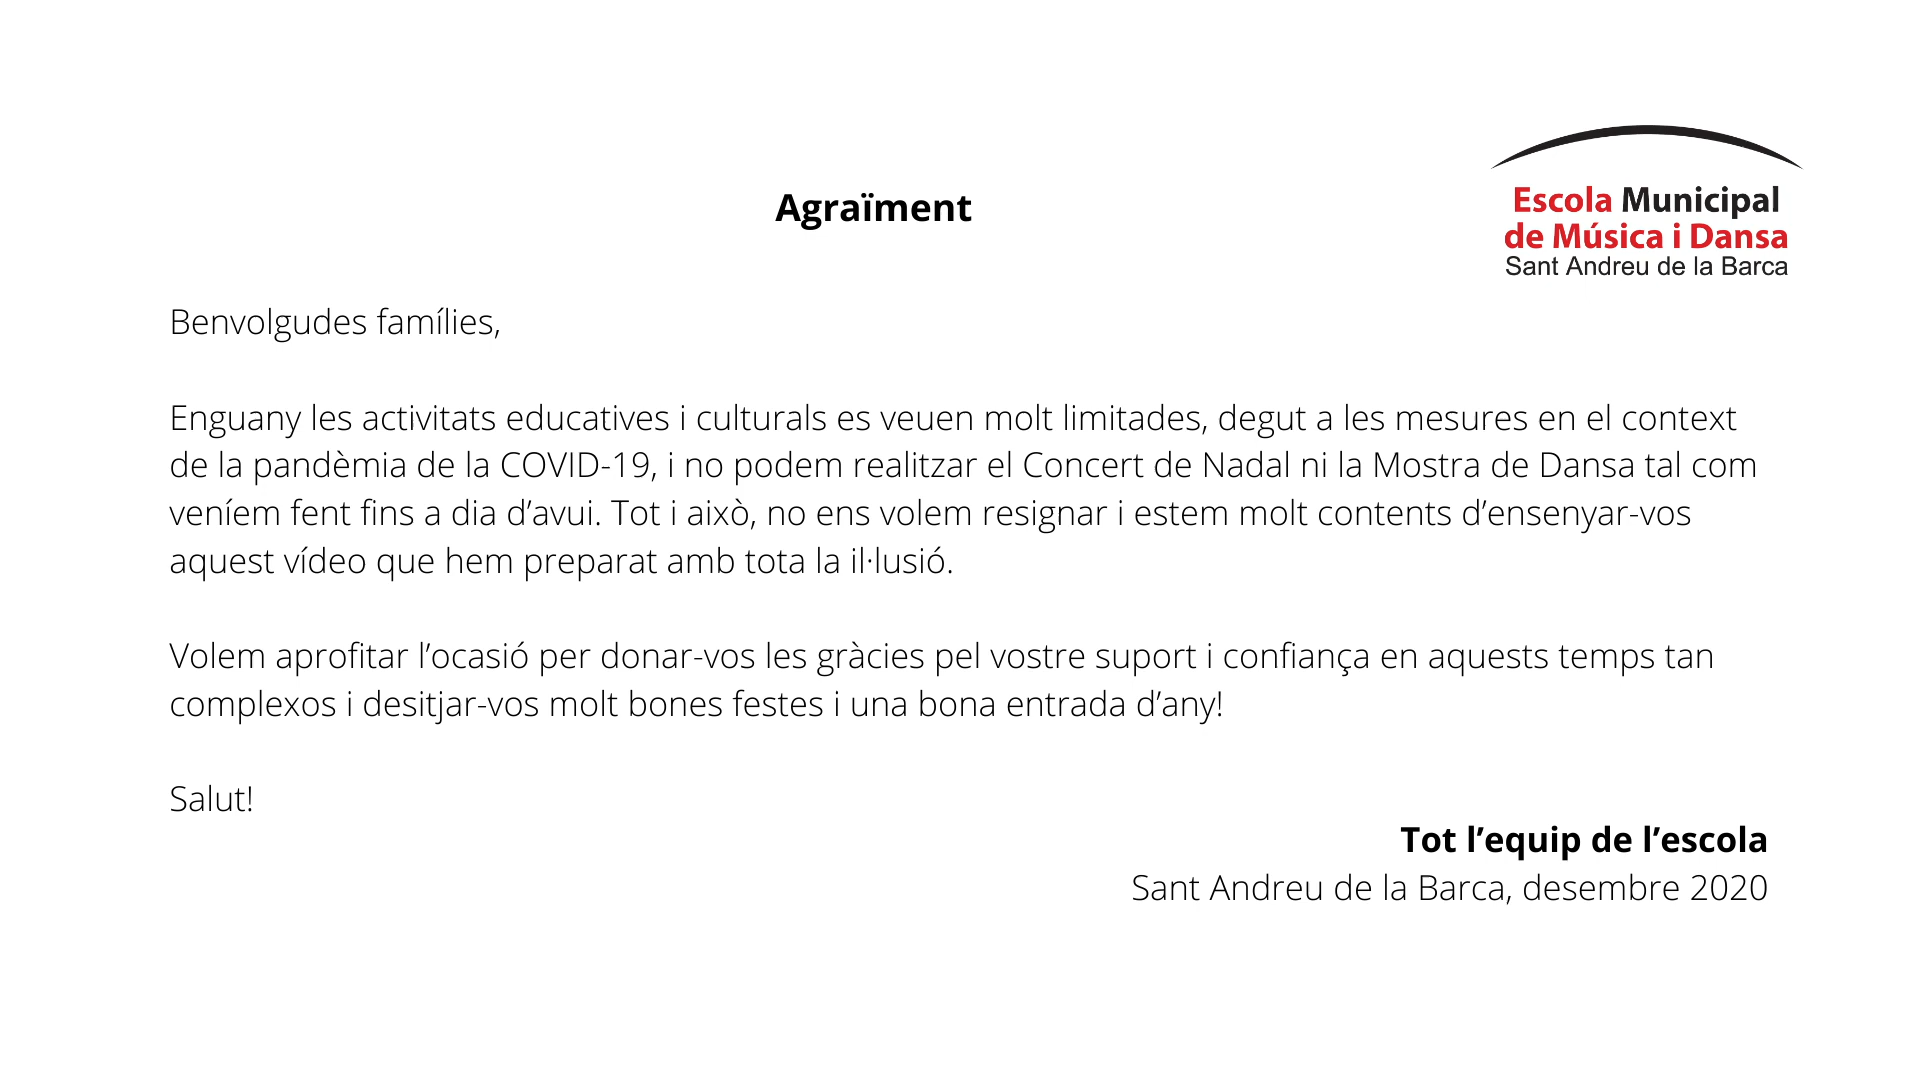 Agraïment
Escola Municipal
de Música i Dansa
Sant Andreu de la Barca
Benvolgudes famílies,
Enguany les activitats educatives i culturals es veuen molt limitades, degut a les mesures en el context
de la pandèmia de la COVID-19, i no podem realitzar el Concert de Nadal ni la Mostra de Dansa tal com
veníem fent fins a dia d’avui. Tot i això, no ens volem resignar i estem molt contents d’ensenyar-vos
aquest vídeo que hem preparat amb tota la il·lusió.
Volem aprofitar l’ocasió per donar-vos les gràcies pel vostre suport i confiança en aquests temps tan
complexos i desitjar-vos molt bones festes i una bona entrada d’any!
Salut!
Tot l’equip de l’escola
Sant Andreu de la Barca, desembre 2020